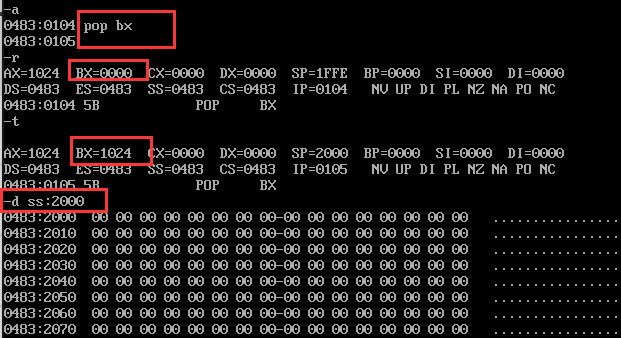 -a
0483:0104 pop bx
0483:0105
-r
AX=1024 BX=0000 CX=0000 DX=0000 SP=1FFE BP=0000 SI=0000 DI=0000
DS=0483 ES=0483 SS=0483 CS=0483 IP=0104 NV UP DI PL NZ NA PO NC
0483:0104 5B POP BX
-t
AX=1024 BX=1024 CX=0000 DX=0000 SP=2000 BP=0000 SI=0000 DI=0000
DS=0483 ES=0483 SS=0483 CS=0483 IP=0105 NV UP DI PL NZ NA PO NC
0483:0105 5B POP BX
-d ss:2000
0483:2000 00 00 00 00 00 00 00 00-00 00 00 00 00 00 00 00 ................
0483:2010 00 00 00 00 00 00 00 00-00 00 00 00 00 00 00 00 ................
0483:2020 00 00 00 00 00 00 00 00-00 00 00 00 00 00 00 00 ................
0483:2030 00 00 00 00 00 00 00 00-00 00 00 00 00 00 00 00 ................
0483:2040 00 00 00 00 00 00 00 00-00 00 00 00 00 00 00 00 ................
0483:2050 00 00 00 00 00 00 00 00-00 00 00 00 00 00 00 00 ................
0483:2060 00 00 00 00 00 00 00 00-00 00 00 00 00 00 00 00 ................
0483:2070 00 00 00 00 00 00 00 00-00 00 00 00 00 00 00 00 ................